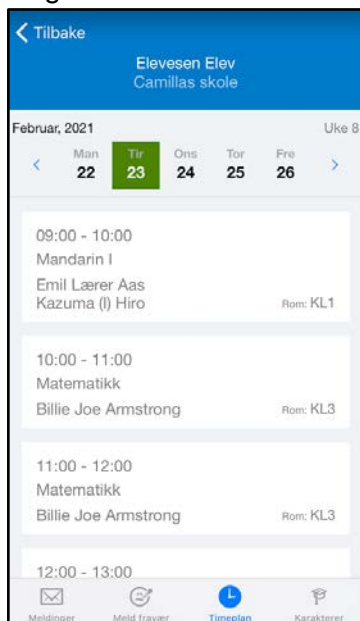 Tilbake
Elevesen Elev
Camillas skole
Februar, 2021 Uke 8
Man Tir Ons Tor Fre
22 23 24 25 26
09:00 - 10:00
Mandarin I
Emil Lærer Aas
Kazuma (I) Hiro Rom: KL1
10:00 - 11:00
Matematikk
Billie Joe Armstrong Rom: KL3
11:00 - 12:00
Matematikk
Billie Joe Armstrong Rom: KL3
12:00 - 13:00
Meldinger Meld fravær Timeplan Karakterer